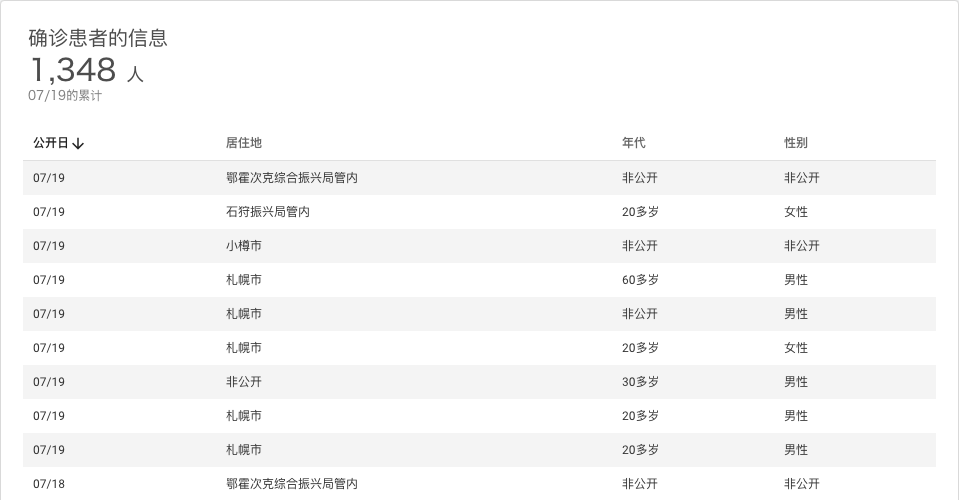 确诊患者的信息
1,348 人
07/19的累计
公开日↓ 居住地 年代 性别
07/19 鄂霍次克综合振兴局管内 非公开 非公开
07/19 石狩振兴局管内 20多岁 女性
07/19 小樽市 非公开 非公开
07/19 札幌市 60多岁 男性
07/19 札幌市 非公开 男性
07/19 札幌市 20多岁 女性
07/19 非公开 30多岁 男性
07/19 札幌市 20多岁 男性
07/19 札幌市 20多岁 男性
07/18 鄂霍次克综合振兴局管内 非公开 非公开